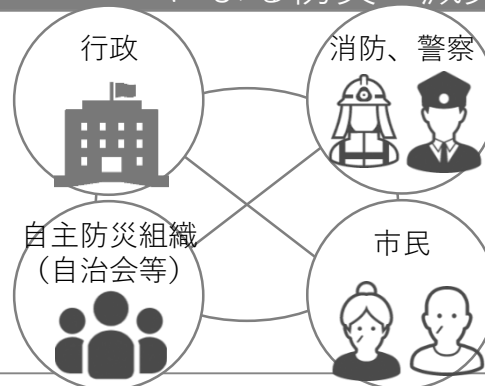 行政
消防、警察
自主防災組織
（自治会等）
市民